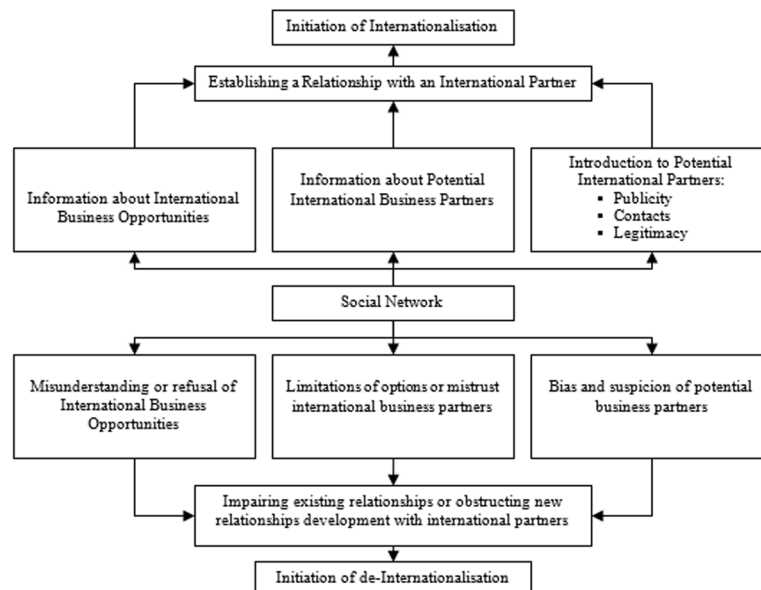 Initiation of Internationalisation
Establishing a Relationship with an International Partner
Information about International
Business Opportunities
Information about Potential
International Business Partners
Introduction to Potential
International Partners:
▪ Publicity
▪ Contacts
▪ Legitimacy
Social Network
Misunderstanding or refusal of
International Business
Opportunities
Limitations of options or mistrust
international business partners
Bias and suspicion of potential
business partners
Impairing existing relationships or obstructing new
relationships development with international partners
Initiation of de-Internationalisation